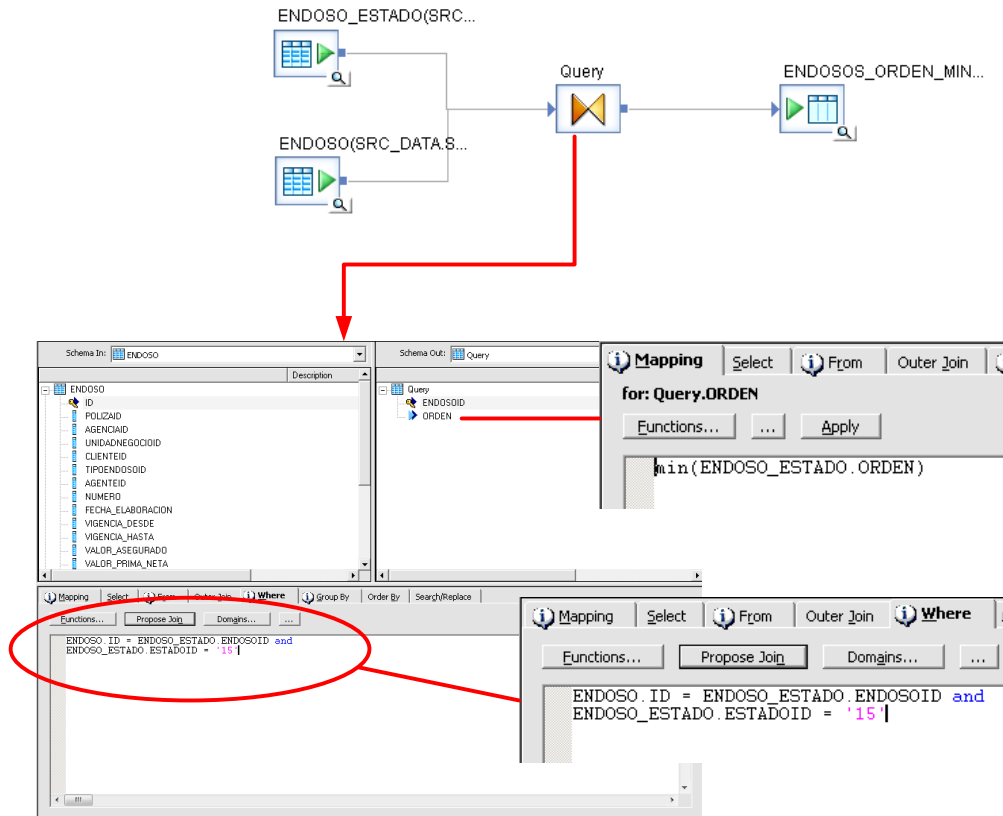 ENDOSO_ESTADO(SRC...
Query
ENDOSOS_ORDEN_MIN...
ENDOSO(SRC_DATA.S...
Schema In: ENDOSO
Description
ENDOSO
ID
POLIZAID
AGENCIAID
UNIDADNEGOCIOID
CLIENTEID
TIPOENDOSOID
AGENTEID
NUMERO
FECHA_ELABORACION
VIGENCIA_DESDE
VIGENCIA_HASTA
VALOR_ASEGURADO
VALOR_PRIMA_NETA
Schema Out: Query
Query
ENDOSOID
ORDEN
Mapping Select From Outer Join
for: Query.ORDEN
Functions... ... Apply
min(ENDOSO_ESTADO.ORDEN)
Mapping Select From Outer Join Where Group By Order By Search/Replace
Functions... Propose Join Domains... ...
ENDOSO.ID = ENDOSO_ESTADO.ENDOSOID and
ENDOSO_ESTADO.ESTADOID = '15'
Mapping Select From Outer Join Where
Functions... Propose Join Domains... ...
ENDOSO.ID = ENDOSO_ESTADO.ENDOSOID and
ENDOSO_ESTADO.ESTADOID = '15'